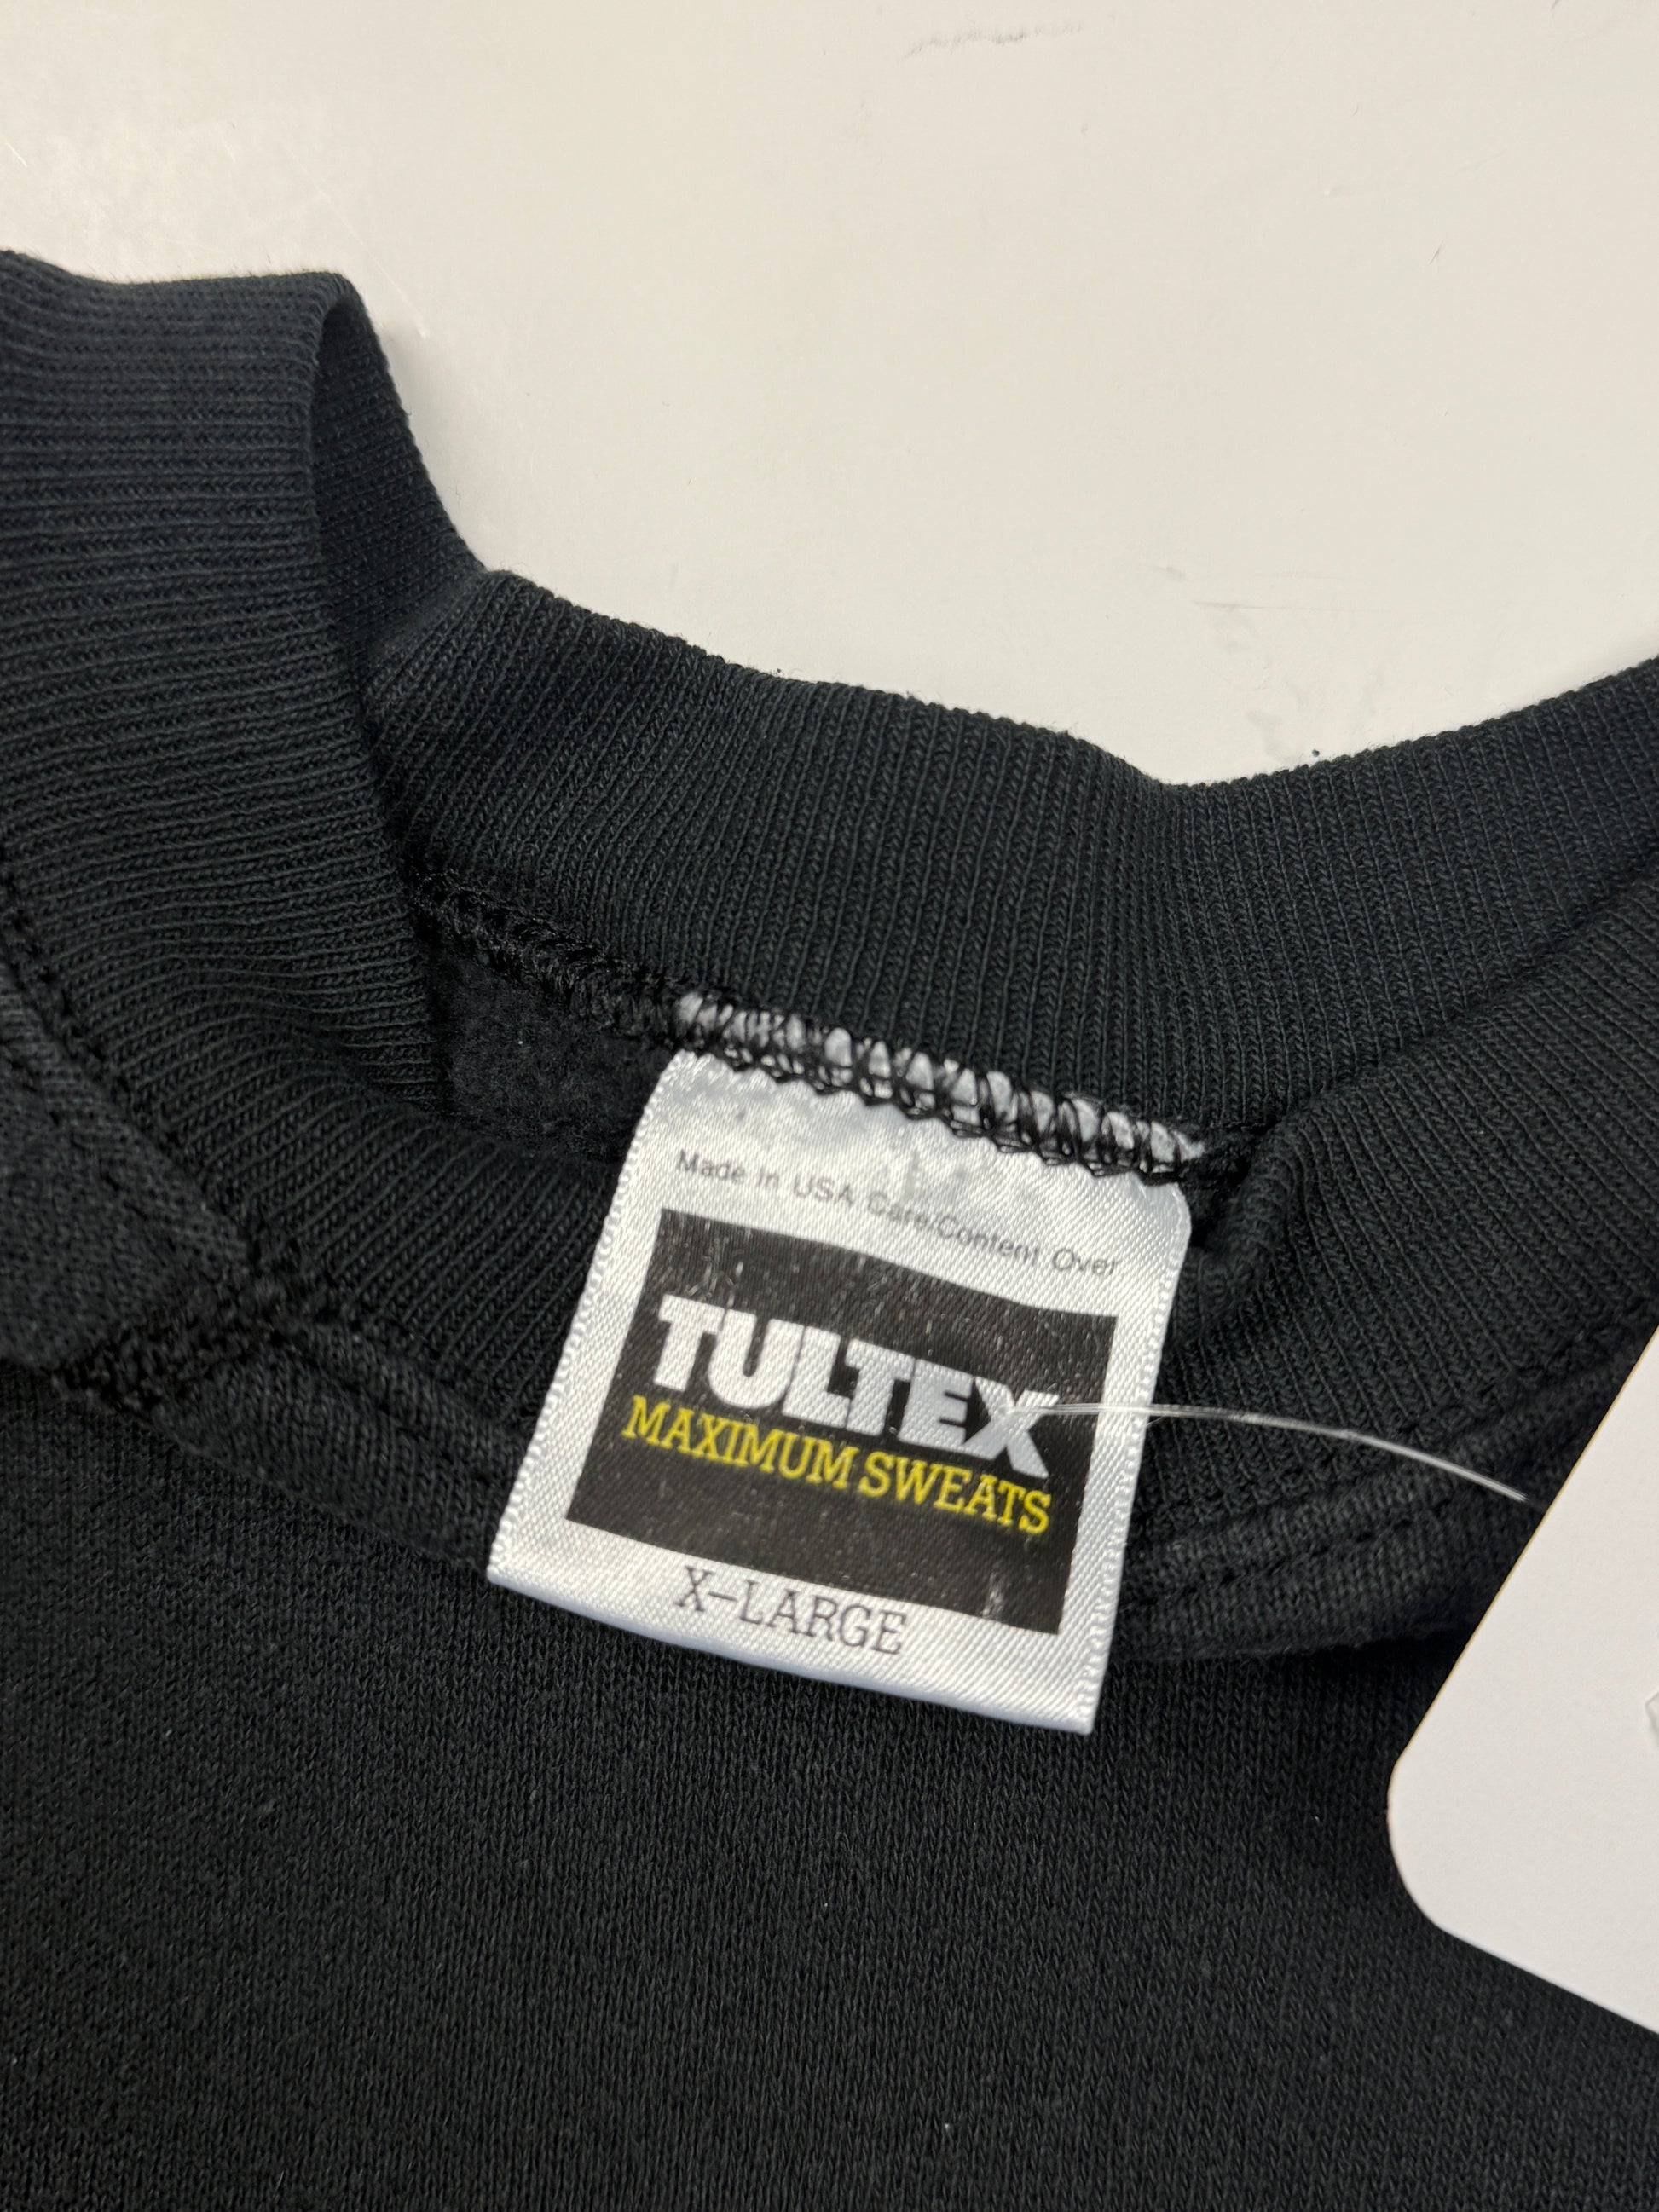 Made in USA Care/Content Over
TULTEX
MAXIMUM SWEATS
X-LARGE